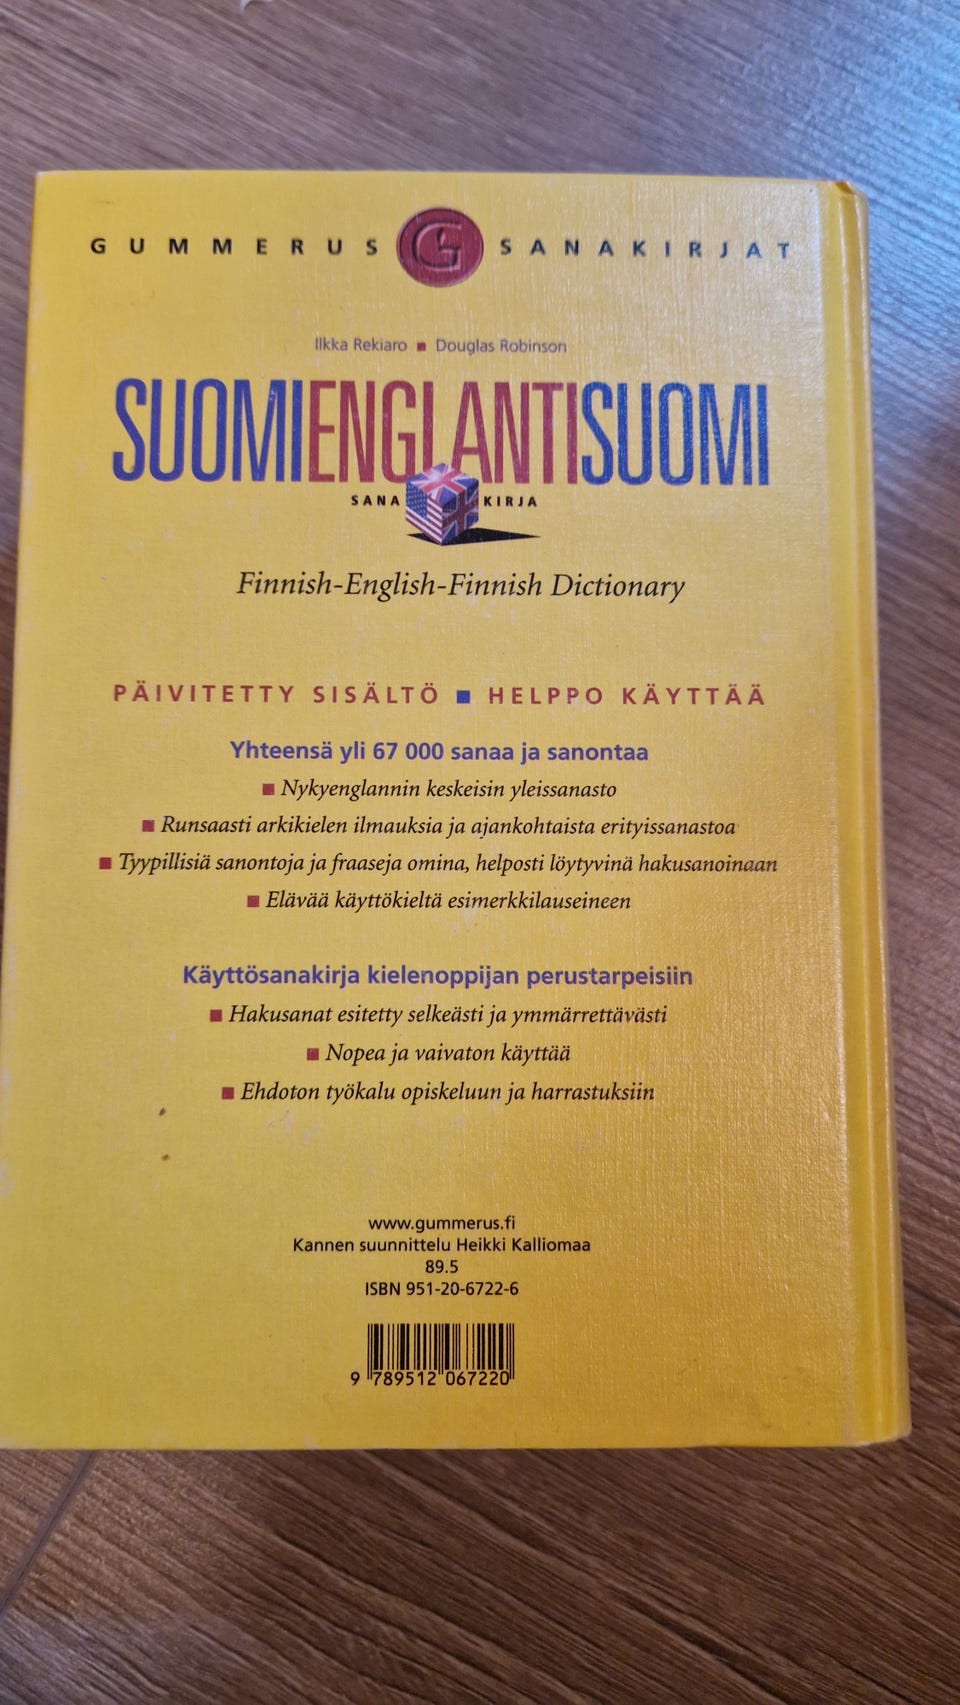 GUMMERUS G SANAKIRJAT
Ilkka Rekiaro ■ Douglas Robinson
SUOMIENGLANTISUOMI
SANA KIRJA
Finnish-English-Finnish Dictionary
PÄIVITETTY SISÄLTÖ ■ HELPPO KÄYTTÄÄ
Yhteensä yli 67 000 sanaa ja sanontaa
■ Nykyenglannin keskeisin yleissanasto
■ Runsaasti arkikielen ilmauksia ja ajankohtaista erityissanastoa
■ Tyypillisiä sanontoja ja fraaseja omina, helposti löytyvinä hakusanoinaan
■ Elävää käyttökieltä esimerkkilauseineen
Käyttösanakirja kielenoppijan perustarpeisiin
■ Hakusanat esitetty selkeästi ja ymmärrettävästi
■ Nopea ja vaivaton käyttää
■ Ehdoton työkalu opiskeluun ja harrastuksiin
www.gummerus.fi
Kannen suunnittelu Heikki Kalliomaa
89.5
ISBN 951-20-6722-6
9 789512 067220